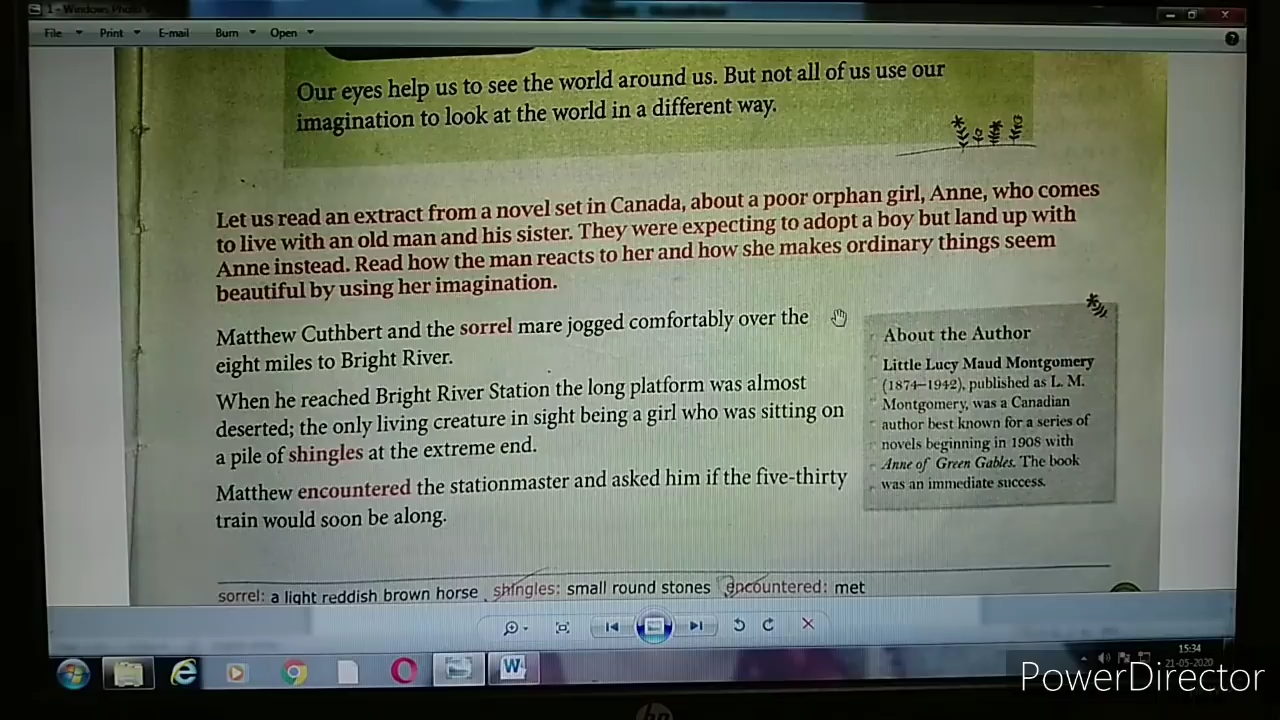 1 - Windows Photo
File Print E-mail Burn Open
Our eyes help us to see the world around us. But not all of us use our
imagination to look at the world in a different way.
Let us read an extract from a novel set in Canada, about a poor orphan girl, Anne, who comes
to live with an old man and his sister. They were expecting to adopt a boy but land up with
Anne instead. Read how the man reacts to her and how she makes ordinary things seem
beautiful by using her imagination.
Matthew Cuthbert and the sorrel mare jogged comfortably over the
eight miles to Bright River.
When he reached Bright River Station the long platform was almost
deserted; the only living creature in sight being a girl who was sitting on
a pile of shingles at the extreme end.
Matthew encountered the stationmaster and asked him if the five-thirty
train would soon be along.
About the Author
Little Lucy Maud Montgomery
(1874–1942), published as L. M.
Montgomery, was a Canadian
author best known for a series of
novels beginning in 1908 with
Anne of Green Gables. The book
was an immediate success.
sorrel: a light reddish brown horse shingles: small round stones encountered: met
15:34
21-05-2020
PowerDirector
hp